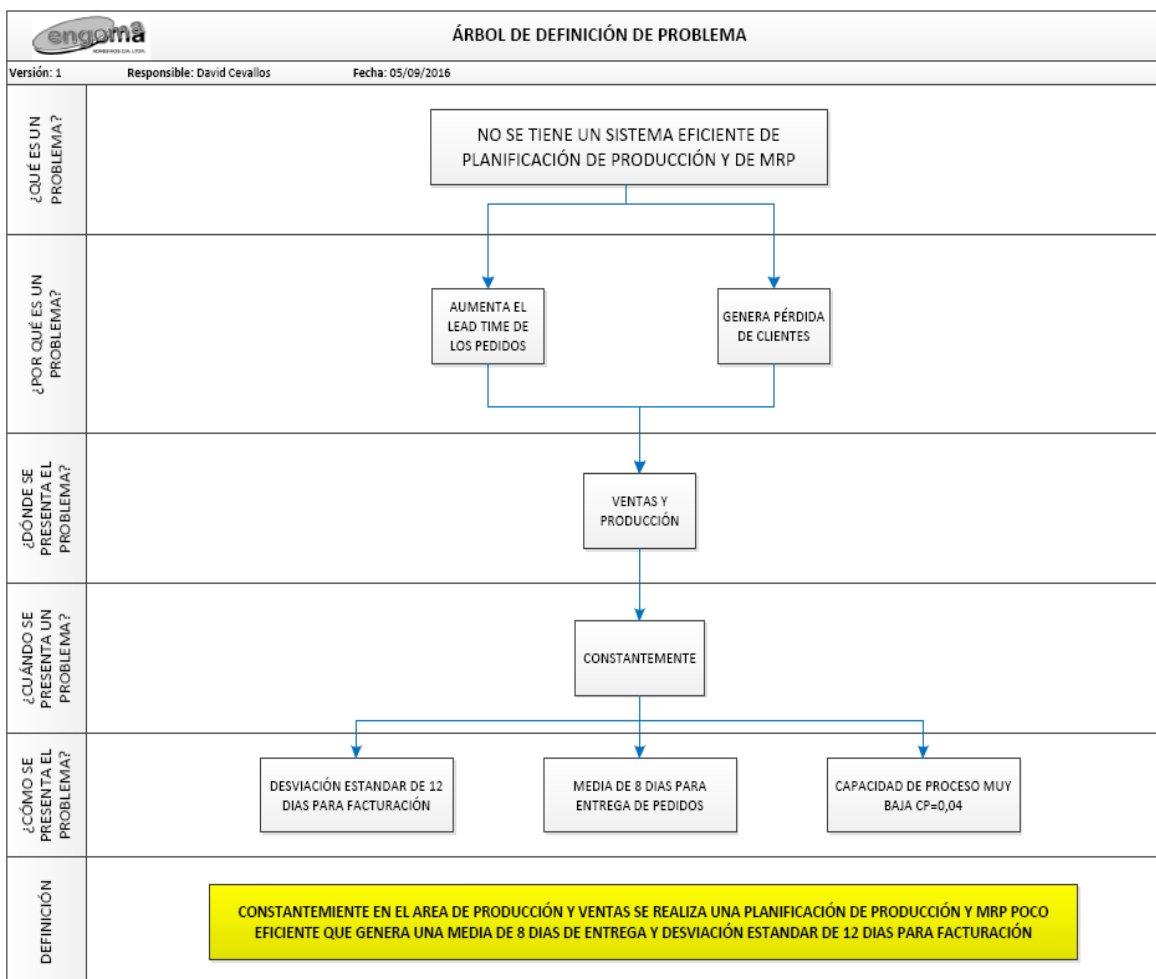 engoma
ADHESIVOS CIA. LTDA.
ÁRBOL DE DEFINICIÓN DE PROBLEMA
Versión: 1 Responsible: David Cevallos Fecha: 05/09/2016
¿QUÉ ES UN
PROBLEMA?
NO SE TIENE UN SISTEMA EFICIENTE DE
PLANIFICACIÓN DE PRODUCCIÓN Y DE MRP
¿POR QUÉ ES UN
PROBLEMA?
AUMENTA EL
LEAD TIME DE
LOS PEDIDOS
GENERA PÉRDIDA
DE CLIENTES
¿DÓNDE SE
PRESENTA EL
PROBLEMA?
VENTAS Y
PRODUCCIÓN
¿CUÁNDO SE
PRESENTA UN
PROBLEMA?
CONSTANTEMENTE
¿CÓMO SE
PRESENTA EL
PROBLEMA?
DESVIACIÓN ESTANDAR DE 12
DIAS PARA FACTURACIÓN
MEDIA DE 8 DIAS PARA
ENTREGA DE PEDIDOS
CAPACIDAD DE PROCESO MUY
BAJA CP=0,04
DEFINICIÓN
CONSTANTEMIENTE EN EL AREA DE PRODUCCIÓN Y VENTAS SE REALIZA UNA PLANIFICACIÓN DE PRODUCCIÓN Y MRP POCO
EFICIENTE QUE GENERA UNA MEDIA DE 8 DIAS DE ENTREGA Y DESVIACIÓN ESTANDAR DE 12 DIAS PARA FACTURACIÓN